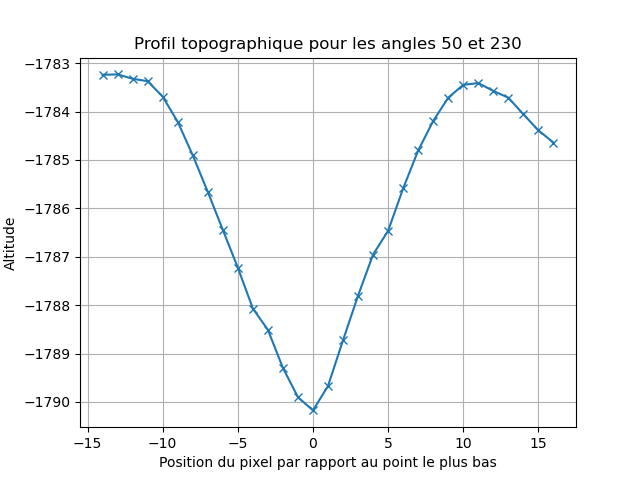 Profil topographique pour les angles 50 et 230
−1783
−1784
−1785
−1786
−1787
−1788
−1789
−1790
Altitude
−15 −10 −5 0 5 10 15
Position du pixel par rapport au point le plus bas